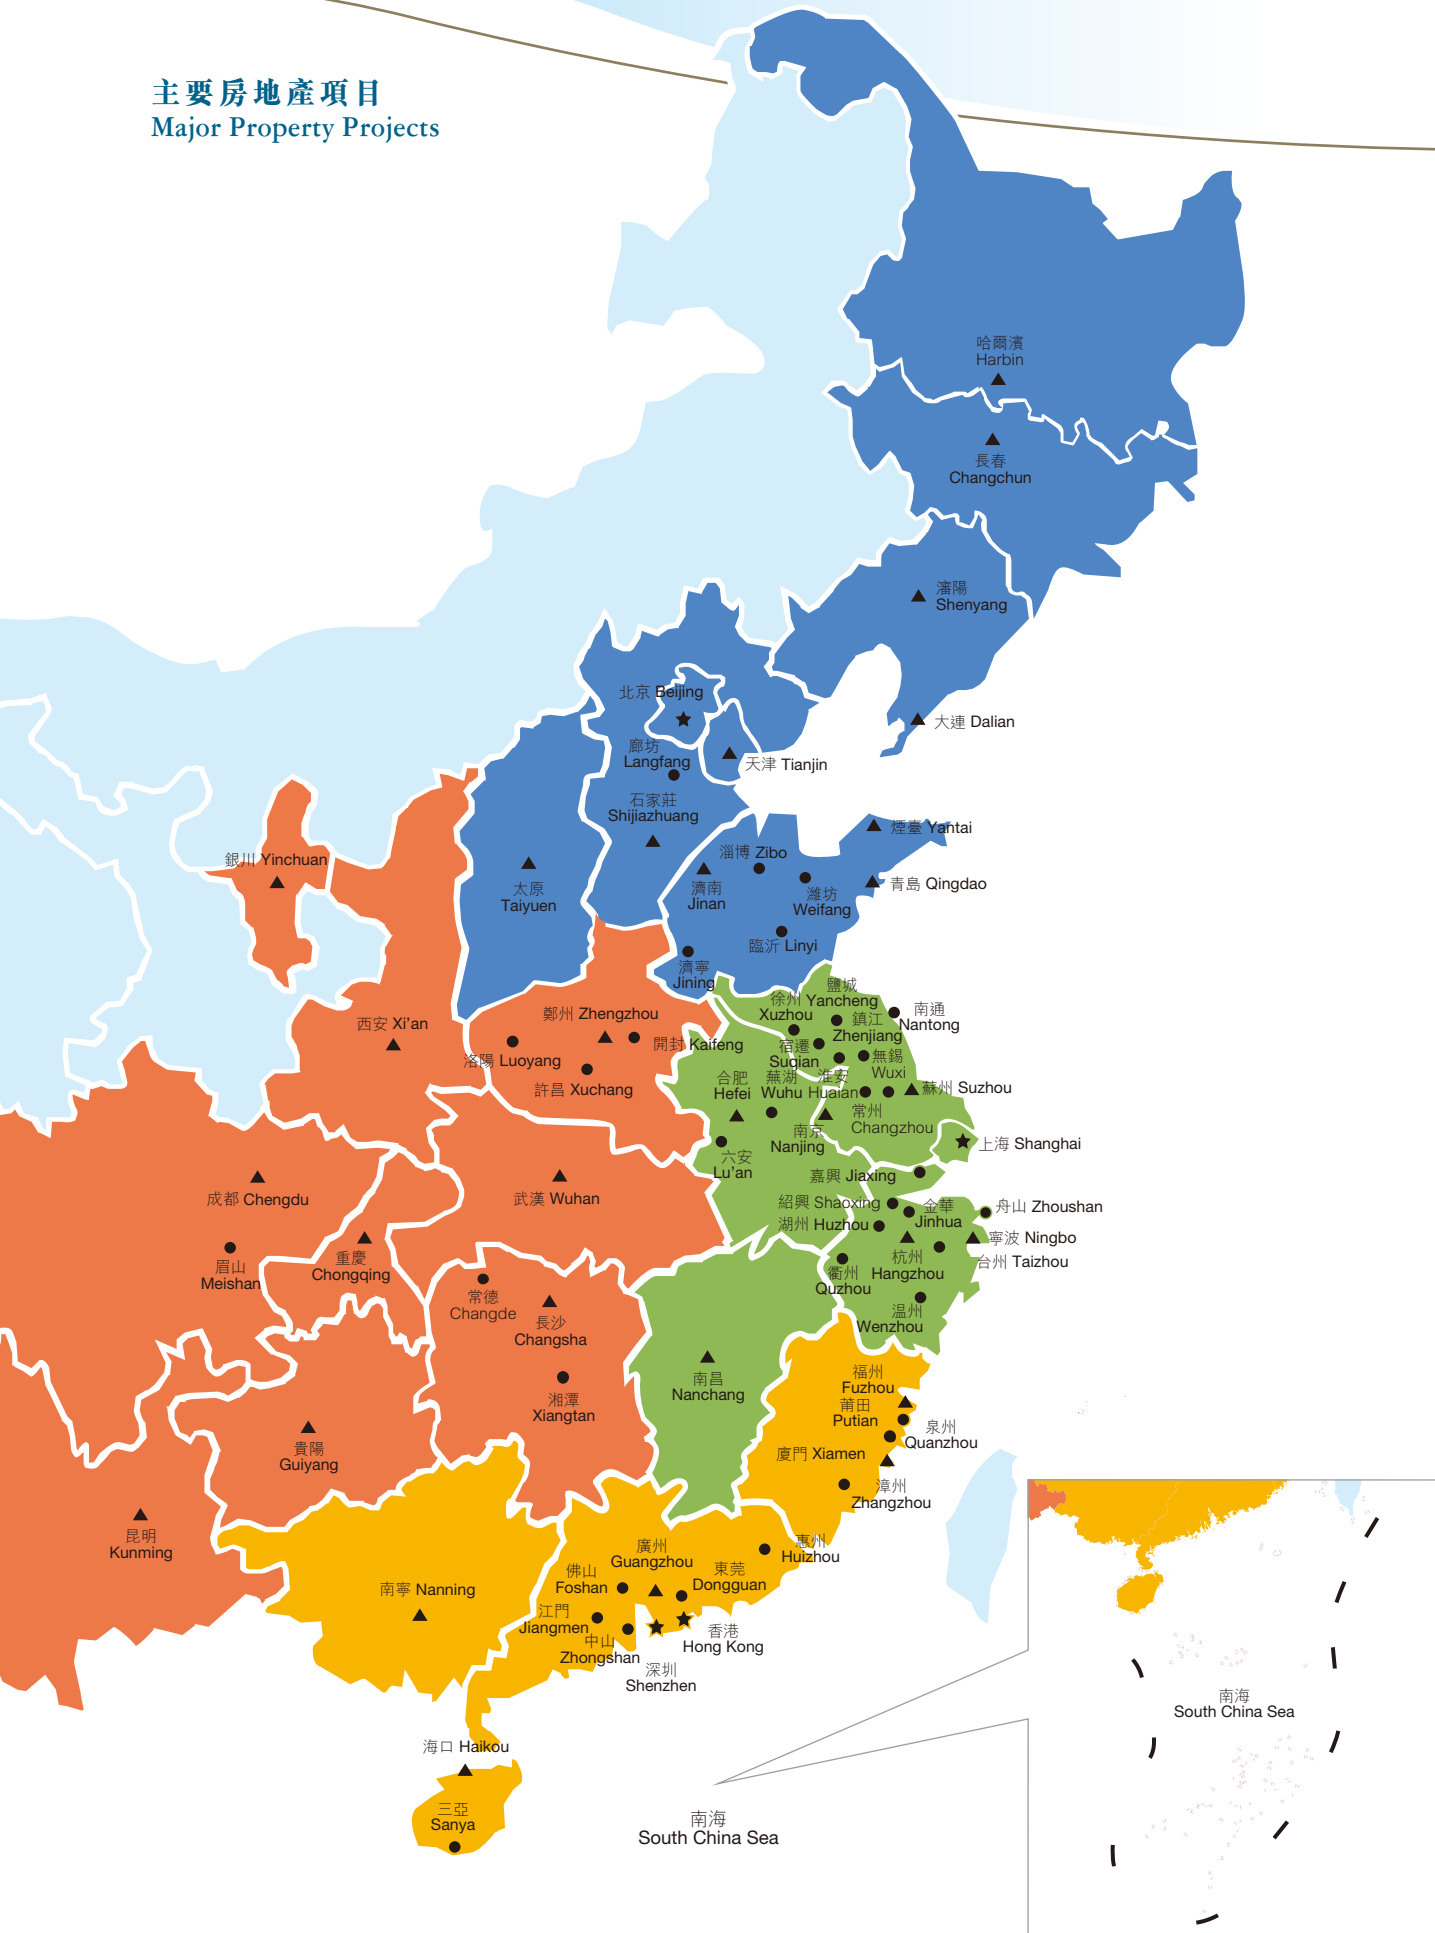 主要房地產項目
Major Property Projects
哈爾濱
Harbin
長春
Changchun
瀋陽
Shenyang
北京 Beijing
大連 Dalian
廊坊
Langfang
天津 Tianjin
石家莊
Shijiazhuang
煙臺 Yantai
淄博 Zibo
銀川 Yinchuan
太原
Taiyuen
濟南
Jinan
濰坊
Weifang
青島 Qingdao
臨沂 Linyi
濟寧
Jining
鹽城
Yancheng
徐州
Xuzhou
南通
Nantong
西安 Xi'an
鄭州 Zhengzhou
鎮江
Zhenjiang
開封 Kaifeng
宿遷
Suqian
無錫
Wuxi
洛陽 Luoyang
許昌 Xuchang
合肥
Hefei
蕪湖
Wuhu
淮安
Huaian
蘇州 Suzhou
常州
Changzhou
南京
Nanjing
上海 Shanghai
六安
Lu'an
嘉興 Jiaxing
成都 Chengdu
武漢 Wuhan
紹興 Shaoxing
金華
Jinhua
舟山 Zhoushan
湖州 Huzhou
寧波 Ningbo
眉山
Meishan
重慶
Chongqing
杭州
Hangzhou
台州 Taizhou
衢州
Quzhou
常德
Changde
長沙
Changsha
温州
Wenzhou
南昌
Nanchang
福州
Fuzhou
湘潭
Xiangtan
莆田
Putian
泉州
Quanzhou
貴陽
Guiyang
廈門 Xiamen
漳州
Zhangzhou
昆明
Kunming
惠州
Huizhou
廣州
Guangzhou
佛山
Foshan
東莞
Dongguan
南寧 Nanning
江門
Jiangmen
中山
Zhongshan
香港
Hong Kong
深圳
Shenzhen
南海
South China Sea
海口 Haikou
三亞
Sanya
南海
South China Sea